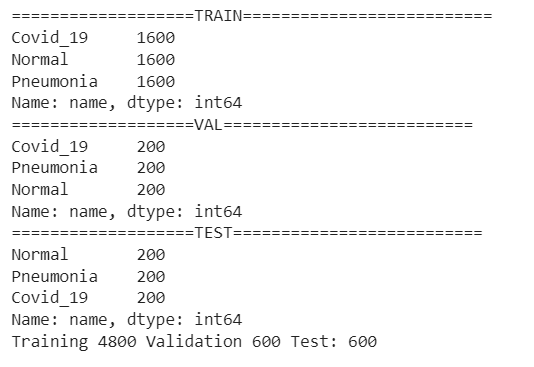 ===================TRAIN==========================
Covid_19     1600
Normal       1600
Pneumonia    1600
Name: name, dtype: int64
===================VAL==========================
Covid_19     200
Pneumonia    200
Normal       200
Name: name, dtype: int64
===================TEST==========================
Normal       200
Pneumonia    200
Covid_19     200
Name: name, dtype: int64
Training 4800 Validation 600 Test: 600